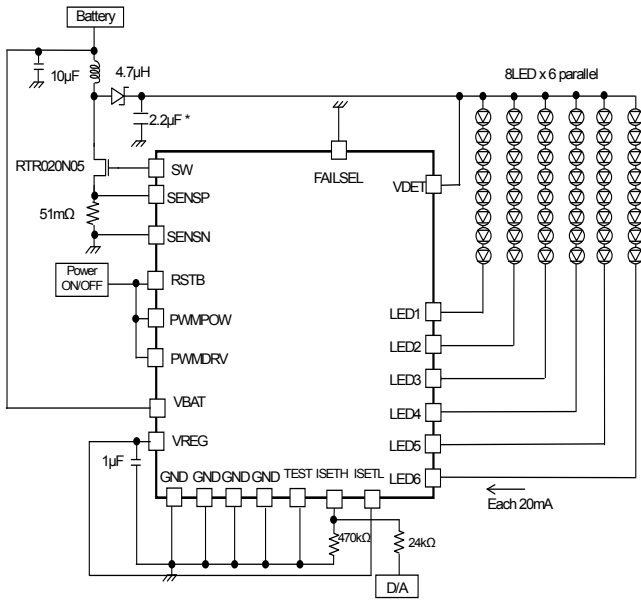 Battery
10μF
4.7μH
8LED x 6 parallel
2.2μF *
RTR020N05
SW
FAILSEL
SENSP
VDET
51mΩ
SENSN
Power
ON/OFF
RSTB
PWMPOW
LED1
PWMDRV
LED2
LED3
VBAT
LED4
VREG
LED5
1μF
GND GND GND GND TEST ISETH ISETL
LED6
Each 20mA
470kΩ
24kΩ
D/A